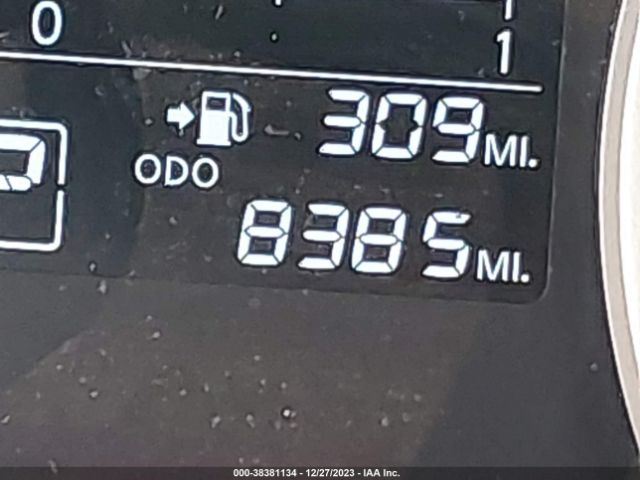 0 1
309 MI.
ODO
8385 MI.
000-38381134 - 12/27/2023 - IAA Inc.